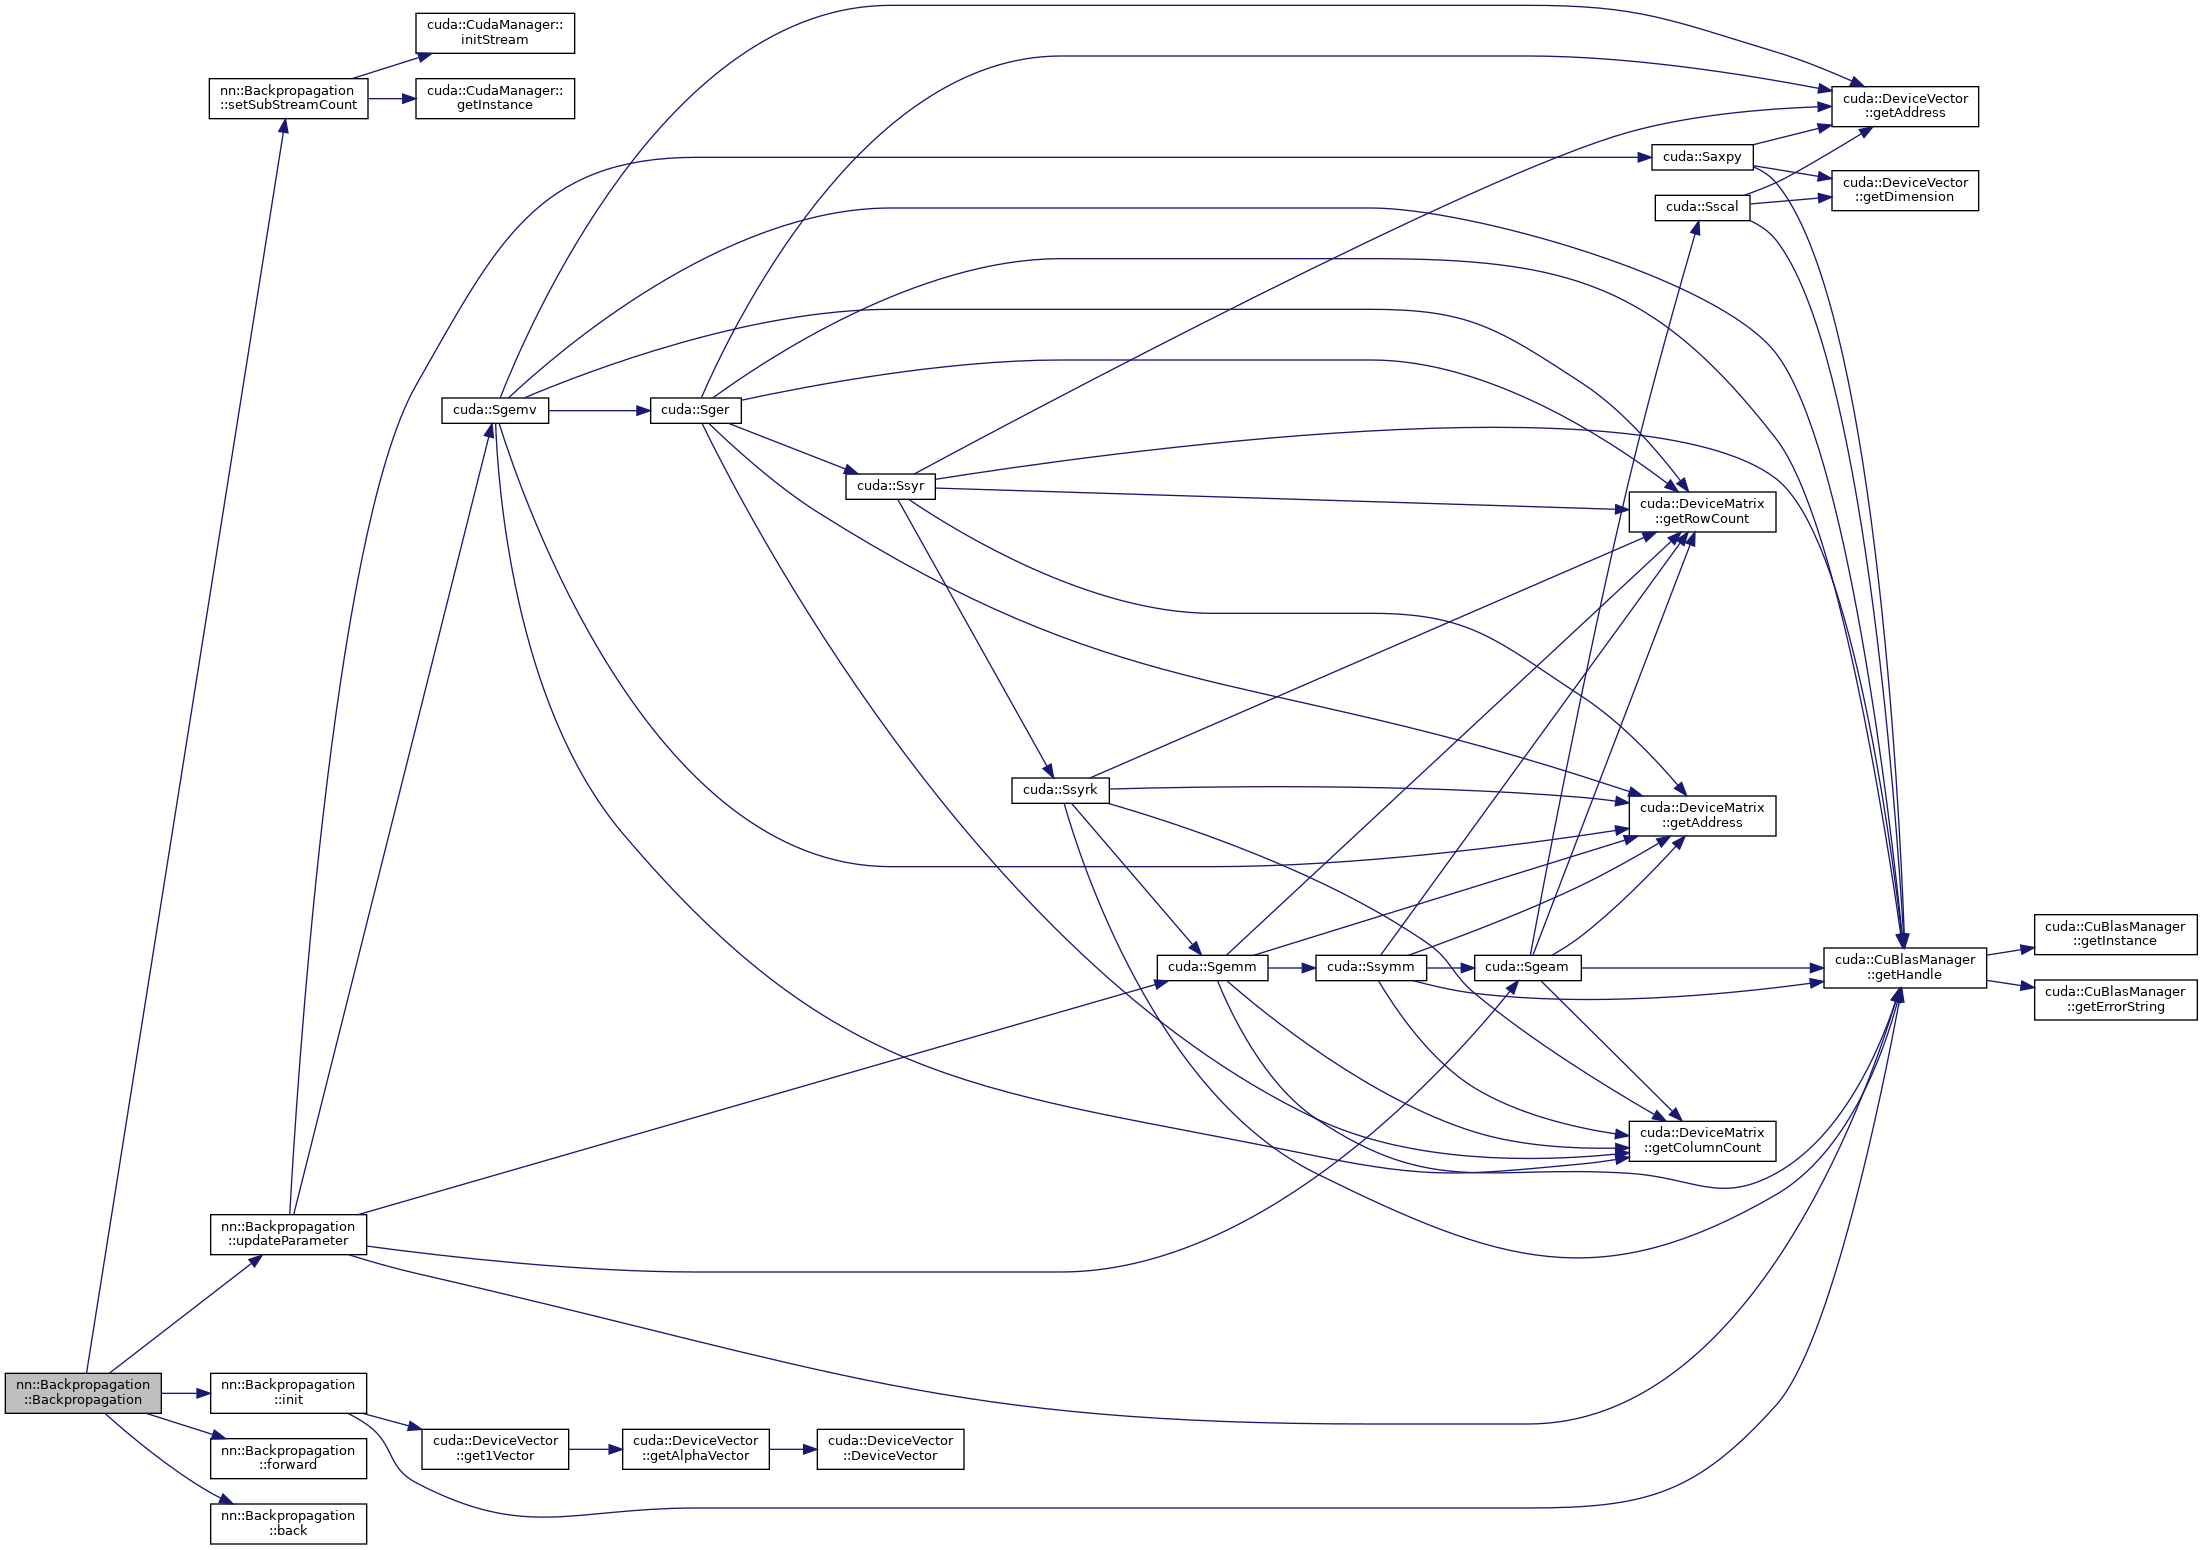 cuda::CudaManager::
initStream
nn::Backpropagation
::setSubStreamCount
cuda::CudaManager::
getInstance
cuda::DeviceVector
::getAddress
cuda::Saxpy
cuda::DeviceVector
::getDimension
cuda::Sscal
cuda::Sgemv
cuda::Sger
cuda::Ssyr
cuda::DeviceMatrix
::getRowCount
cuda::Ssyrk
cuda::DeviceMatrix
::getAddress
cuda::Sgemm
cuda::Ssymm
cuda::Sgeam
cuda::CuBlasManager
::getHandle
cuda::CuBlasManager
::getInstance
cuda::CuBlasManager
::getErrorString
cuda::DeviceMatrix
::getColumnCount
nn::Backpropagation
::updateParameter
nn::Backpropagation
::Backpropagation
nn::Backpropagation
::init
cuda::DeviceVector
::get1Vector
cuda::DeviceVector
::getAlphaVector
cuda::DeviceVector
::DeviceVector
nn::Backpropagation
::forward
nn::Backpropagation
::back